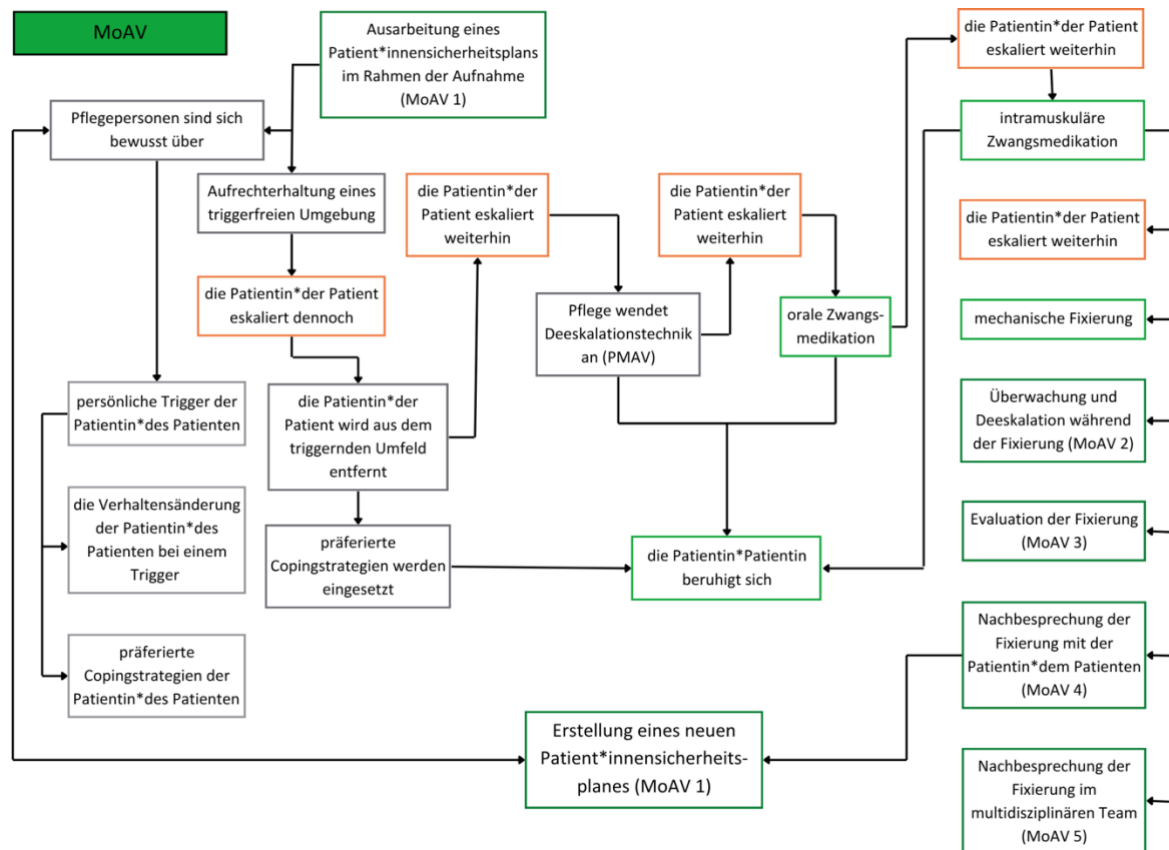 MoAV
Ausarbeitung eines
Patient*innensicherheitsplans
im Rahmen der Aufnahme
(MoAV 1)
Pflegepersonen sind sich
bewusst über
Aufrechterhaltung eines
triggerfreien Umgebung
die Patientin*der Patient
eskaliert dennoch
persönliche Trigger der
Patientin*des Patienten
die Verhaltensänderung
der Patientin*des
Patienten bei einem
Trigger
präferierte
Copingstrategien der
Patientin*des Patienten
die Patientin*der
Patient wird aus dem
triggernden Umfeld
entfernt
präferierte
Copingstrategien werden
eingesetzt
die Patientin*der
Patient eskaliert
weiterhin
Pflege wendet
Deeskalationstechnik
an (PMAV)
die Patientin*der
Patient eskaliert
weiterhin
orale Zwangs-
medikation
die Patientin*Patientin
beruhigt sich
die Patientin*der Patient
eskaliert weiterhin
intramuskuläre
Zwangsmedikation
die Patientin*der Patient
eskaliert weiterhin
mechanische Fixierung
Überwachung und
Deeskalation während
der Fixierung (MoAV 2)
Evaluation der Fixierung
(MoAV 3)
Nachbesprechung der
Fixierung mit der
Patientin*dem Patienten
(MoAV 4)
Nachbesprechung der
Fixierung im
multidisziplinären Team
(MoAV 5)
Erstellung eines neuen
Patient*innensicherheits-
planes (MoAV 1)